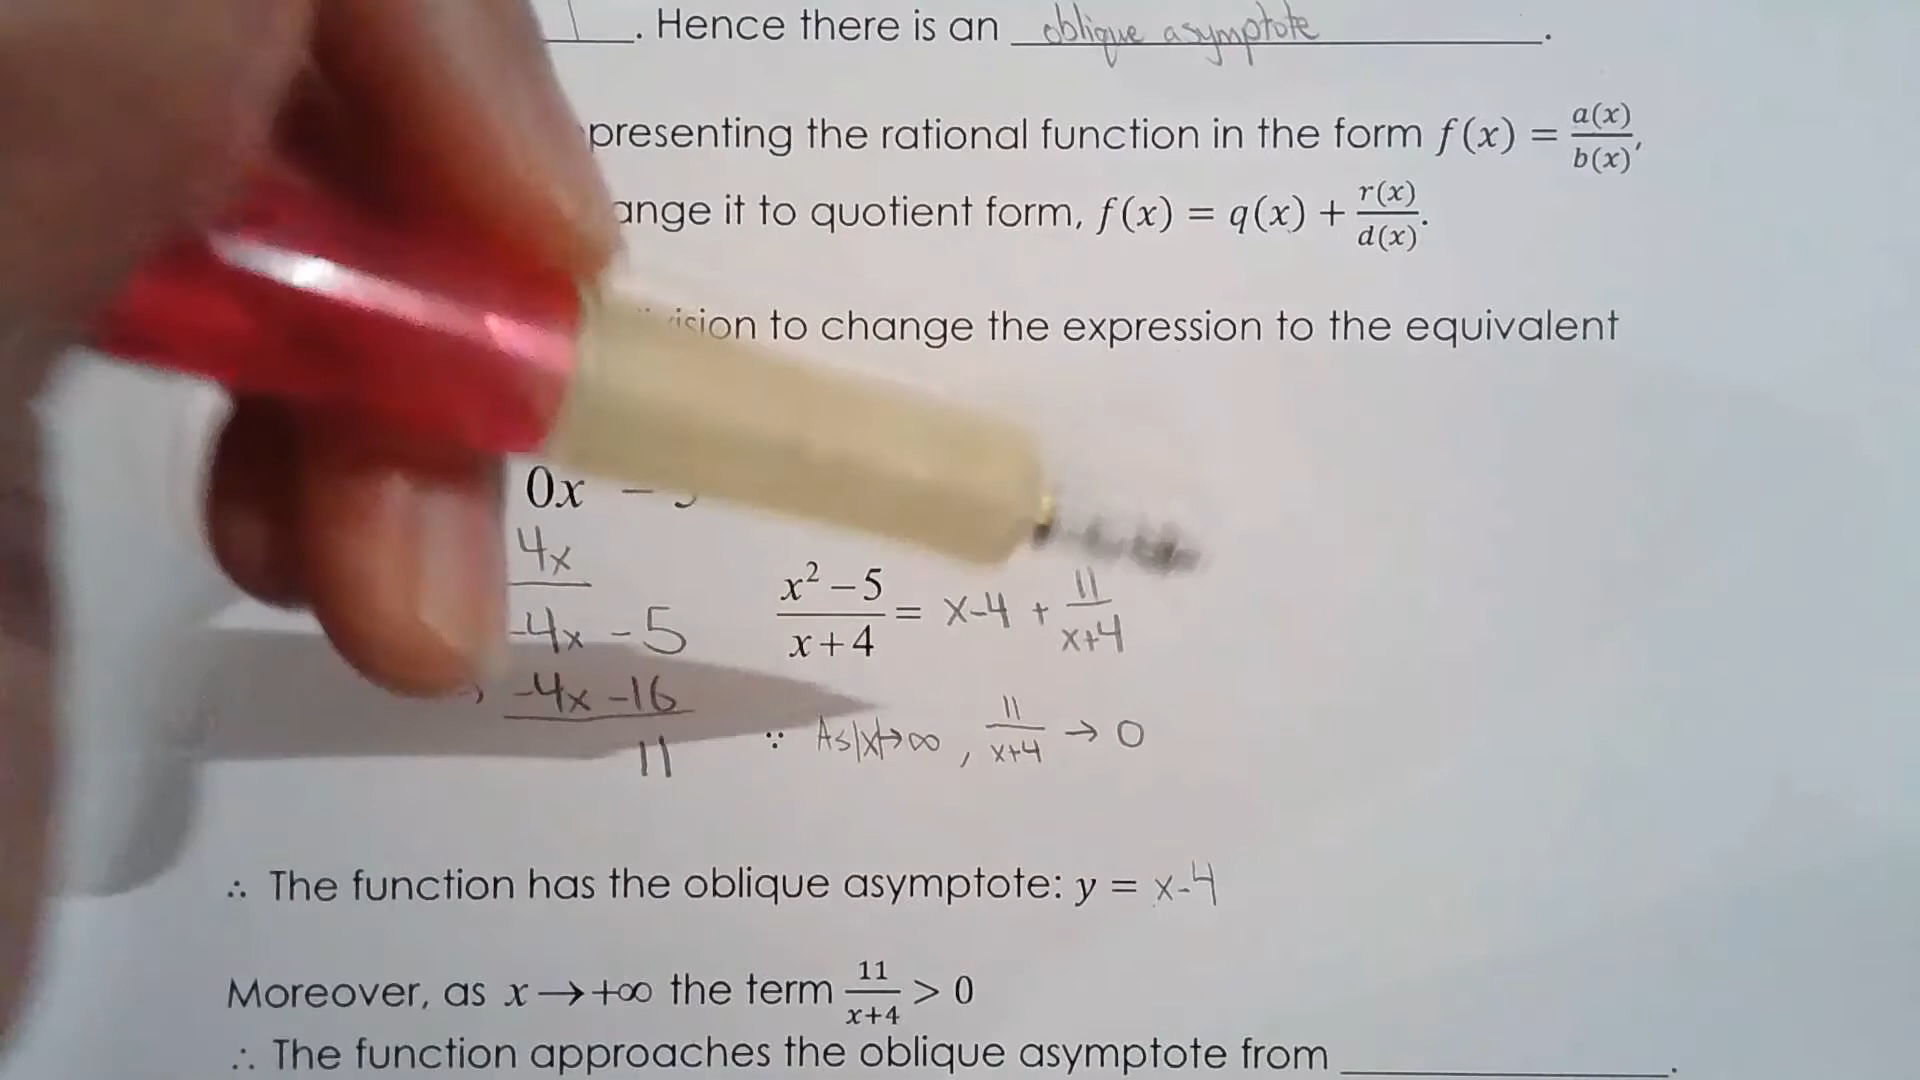 . Hence there is an oblique asymptote.
presenting the rational function in the form f(x) = a(x)/b(x),
ange it to quotient form, f(x) = q(x) + r(x)/d(x).
ision to change the expression to the equivalent
0x −
4x
-4x - 5
-4x - 16
11
x² − 5 / x + 4 = x-4 + 11/x+4
∵ As |x|→∞, 11/x+4 → 0
∴ The function has the oblique asymptote: y = x-4
Moreover, as x → +∞ the term 11/x+4 > 0
∴ The function approaches the oblique asymptote from ______.